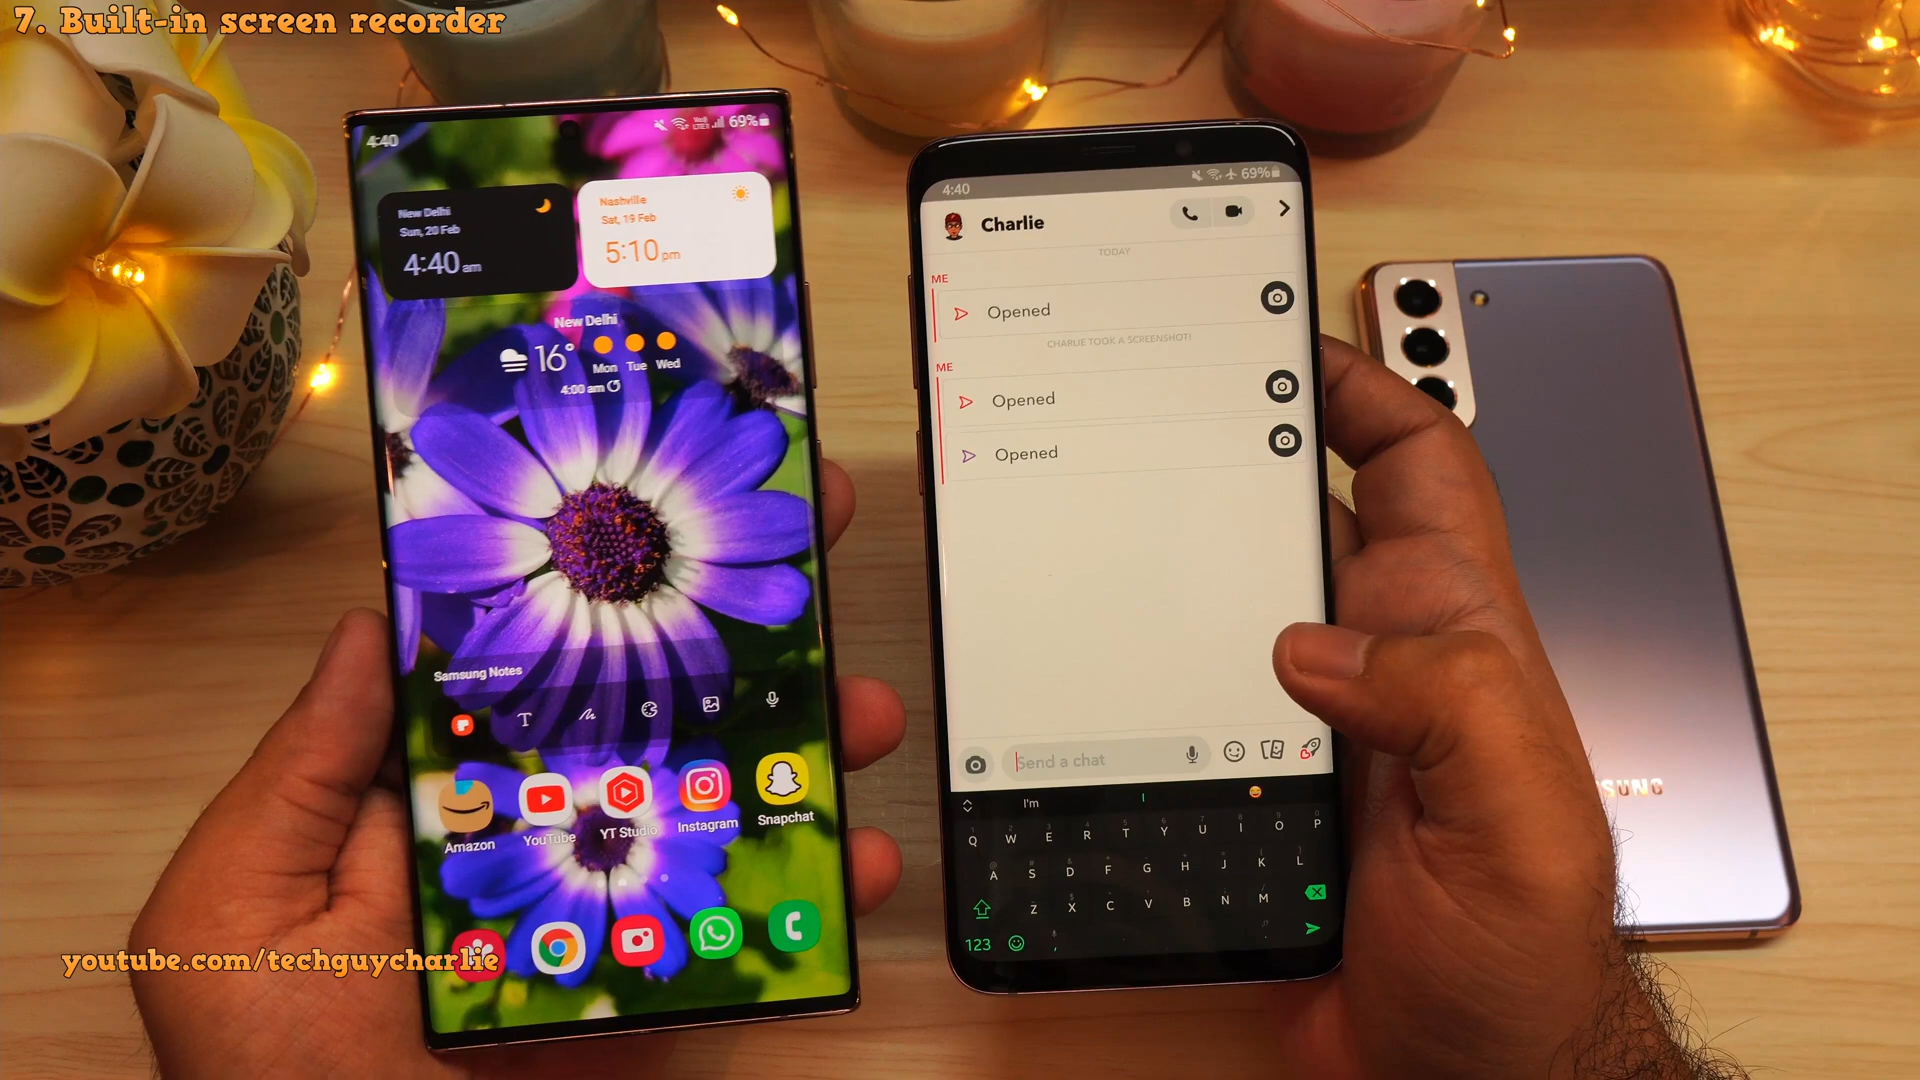 7. Built-in screen recorder
4:40
69%
New Delhi
Sun, 20 Feb
4:40 am
Nashville
Sat, 19 Feb
5:10 pm
New Delhi
16°
Mon Tue Wed
4:00 am
Samsung Notes
T
Amazon
YouTube
YT Studio
Instagram
Snapchat
youtube.com/techguycharlie
4:40
69%
Charlie
TODAY
ME
Opened
CHARLIE TOOK A SCREENSHOT!
ME
Opened
Opened
Send a chat
I'm I
Q W E R T Y U I O P
A S D F G H J K L
Z X C V B N M
123 ,
SUNG